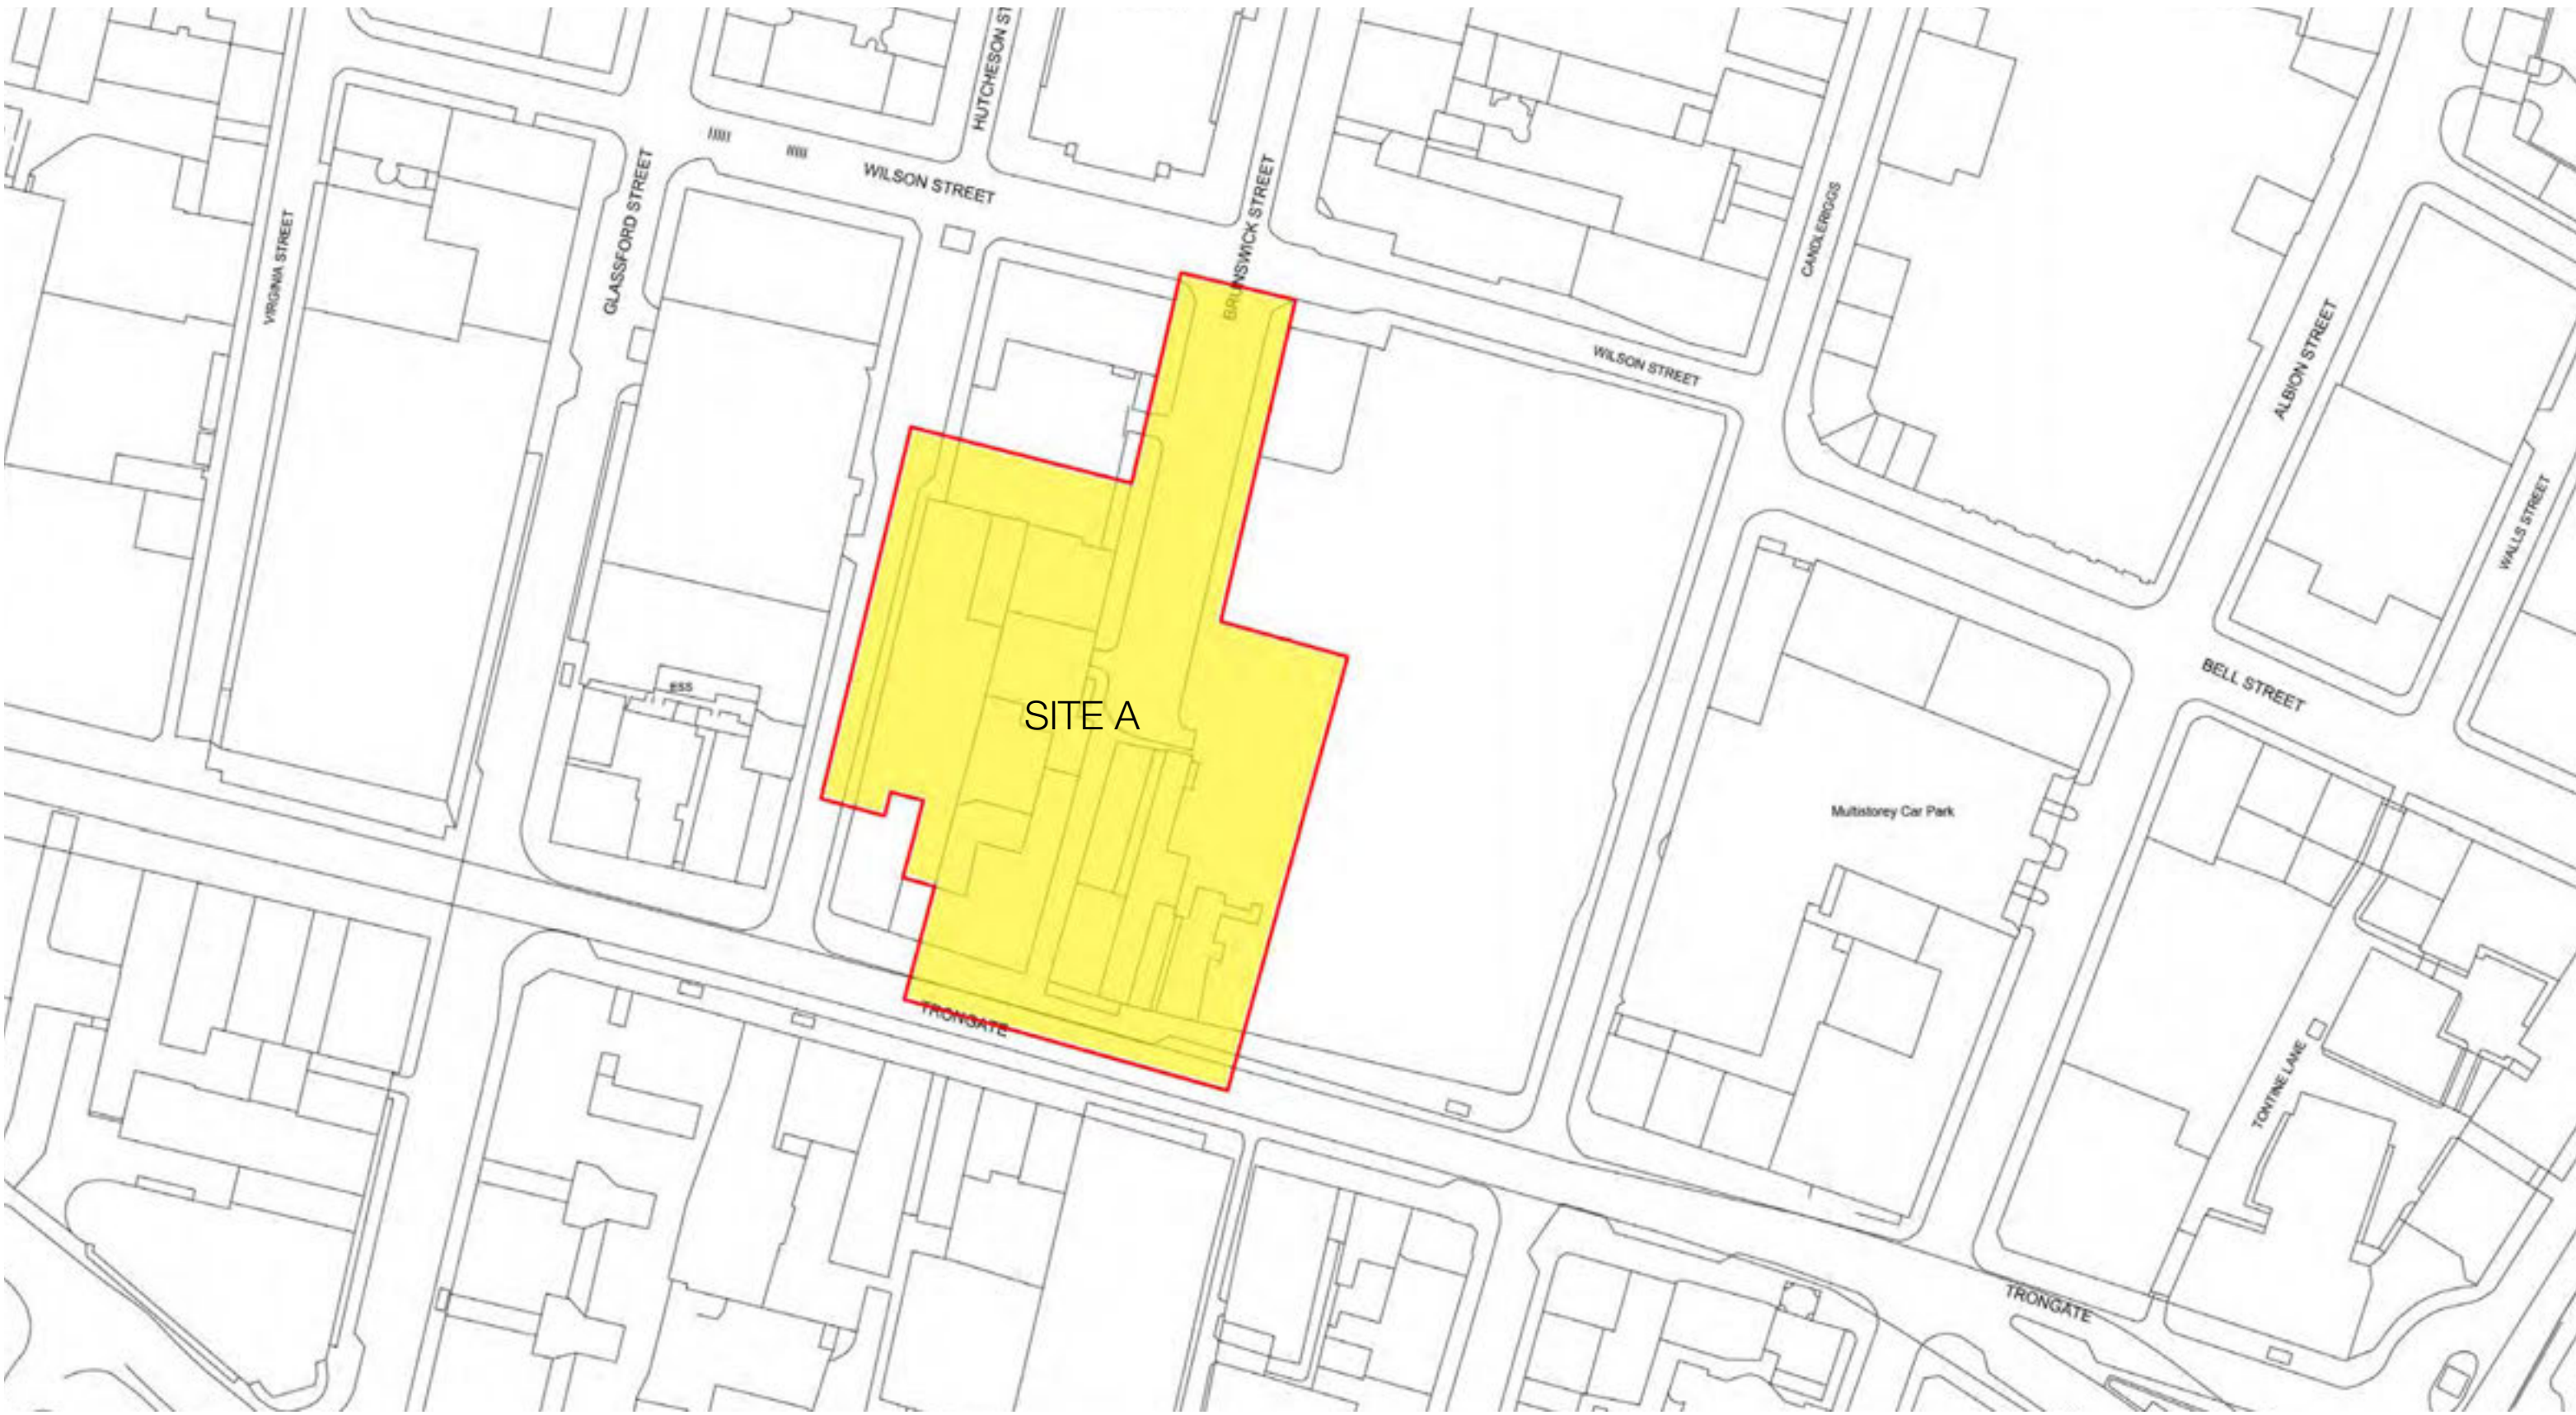 HUTCHESON ST
WILSON STREET
BRUNSWICK STREET
GLASSFORD STREET
VIRGINIA STREET
CANDLERIGGS
WILSON STREET
ALBION STREET
WALLS STREET
BELL STREET
ESS
SITE A
Multistorey Car Park
TRONGATE
TONTINE LANE
TRONGATE